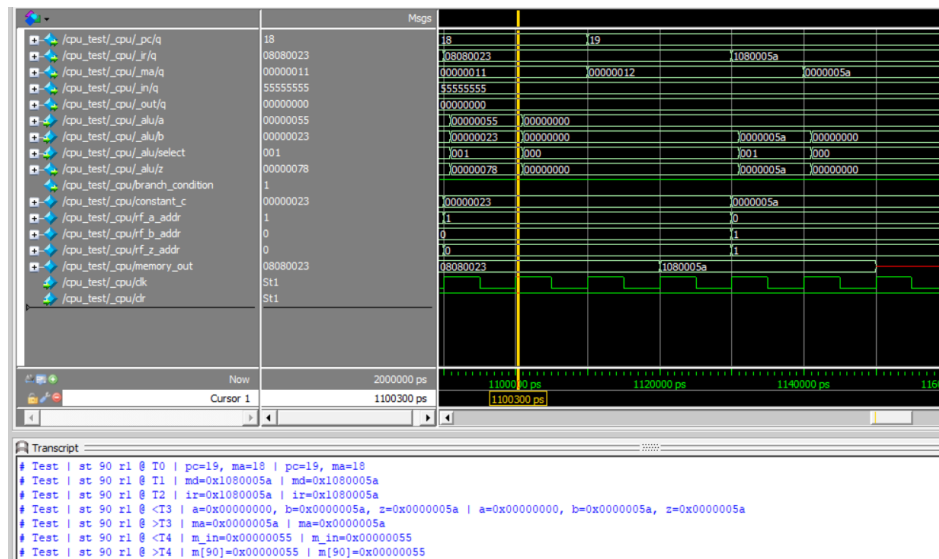 Msgs
/cpu_test/_cpu/_pc/q 18 18 19
/cpu_test/_cpu/_ir/q 08080023 08080023 1080005a
/cpu_test/_cpu/_ma/q 00000011 00000011 00000012 0000005a
/cpu_test/_cpu/_in/q 55555555 55555555
/cpu_test/_cpu/_out/q 00000000 00000000
/cpu_test/_cpu/_alu/a 00000055 00000055 00000000
/cpu_test/_cpu/_alu/b 00000023 00000023 00000000 0000005a 00000000
/cpu_test/_cpu/_alu/select 001 001 000 001 000
/cpu_test/_cpu/_alu/z 00000078 00000078 00000000 0000005a 00000000
/cpu_test/_cpu/branch_condition 1
/cpu_test/_cpu/constant_c 00000023 00000023 0000005a
/cpu_test/_cpu/rf_a_addr 1 1 0
/cpu_test/_cpu/rf_b_addr 0 0 1
/cpu_test/_cpu/rf_z_addr 0 0 1
/cpu_test/_cpu/memory_out 08080023 08080023 1080005a
/cpu_test/_cpu/clk St1
/cpu_test/_cpu/clr St1
Now 2000000 ps 1100000 ps 1120000 ps 1140000 ps 1160
Cursor 1 1100300 ps 1100300 ps
Transcript
# Test | st 90 r1 @ T0 | pc=19, ma=18 | pc=19, ma=18
# Test | st 90 r1 @ T1 | md=0x1080005a | md=0x1080005a
# Test | st 90 r1 @ T2 | ir=0x1080005a | ir=0x1080005a
# Test | st 90 r1 @ <T3 | a=0x00000000, b=0x0000005a, z=0x0000005a | a=0x00000000, b=0x0000005a, z=0x0000005a
# Test | st 90 r1 @ >T3 | ma=0x0000005a | ma=0x0000005a
# Test | st 90 r1 @ <T4 | m_in=0x00000055 | m_in=0x00000055
# Test | st 90 r1 @ >T4 | m[90]=0x00000055 | m[90]=0x00000055